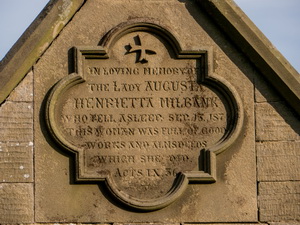 IN LOVING MEMORY OF
THE LADY AUGUSTA
HENRIETTA MILBANK
WHO FELL ASLEEP SEP. 15, 187
THIS WOMAN WAS FULL OF GOOD
WORKS AND ALMSDEEDS
WHICH SHE DID.
ACTS IX. 36